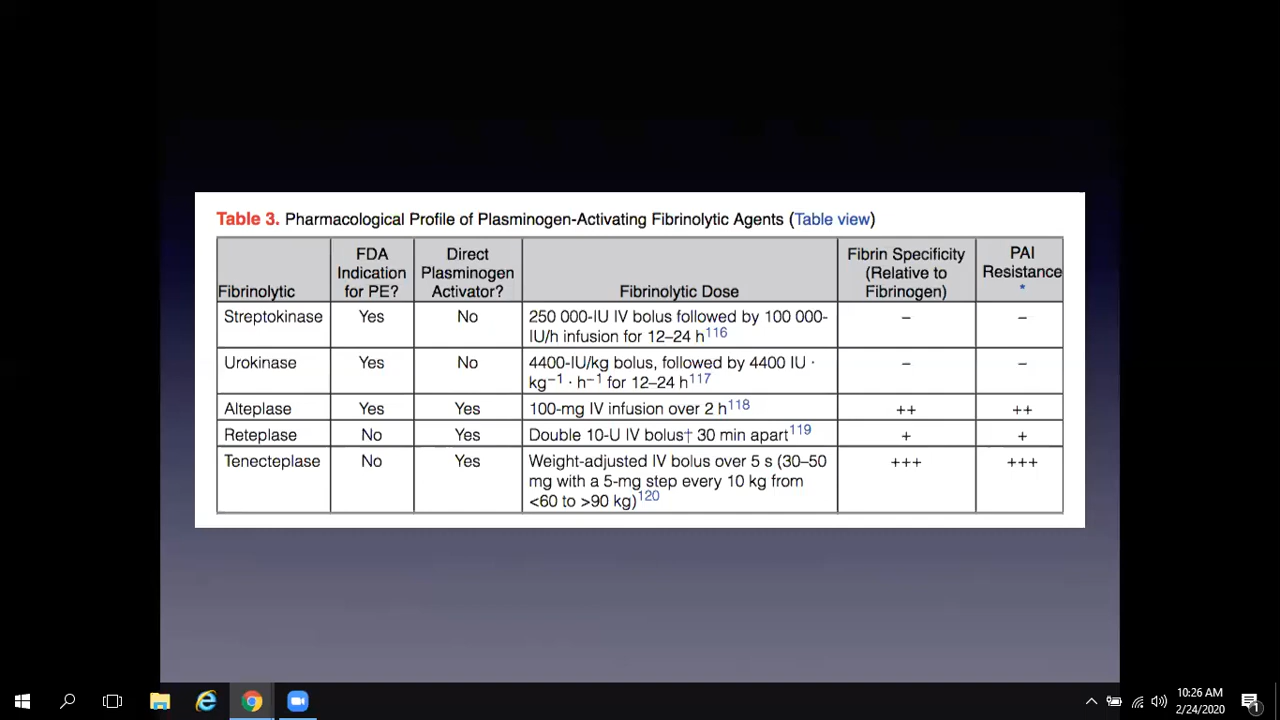 Table 3. Pharmacological Profile of Plasminogen-Activating Fibrinolytic Agents (Table view)
Fibrinolytic FDA Indication for PE? Direct Plasminogen Activator? Fibrinolytic Dose Fibrin Specificity (Relative to Fibrinogen) PAI Resistance *
Streptokinase Yes No 250 000-IU IV bolus followed by 100 000-
IU/h infusion for 12–24 h116 – –
Urokinase Yes No 4400-IU/kg bolus, followed by 4400 IU ·
kg−1 · h−1 for 12–24 h117 – –
Alteplase Yes Yes 100-mg IV infusion over 2 h118 ++ ++
Reteplase No Yes Double 10-U IV bolus† 30 min apart119 + +
Tenecteplase No Yes Weight-adjusted IV bolus over 5 s (30–50
mg with a 5-mg step every 10 kg from
<60 to >90 kg)120 +++ +++
10:26 AM
2/24/2020
1